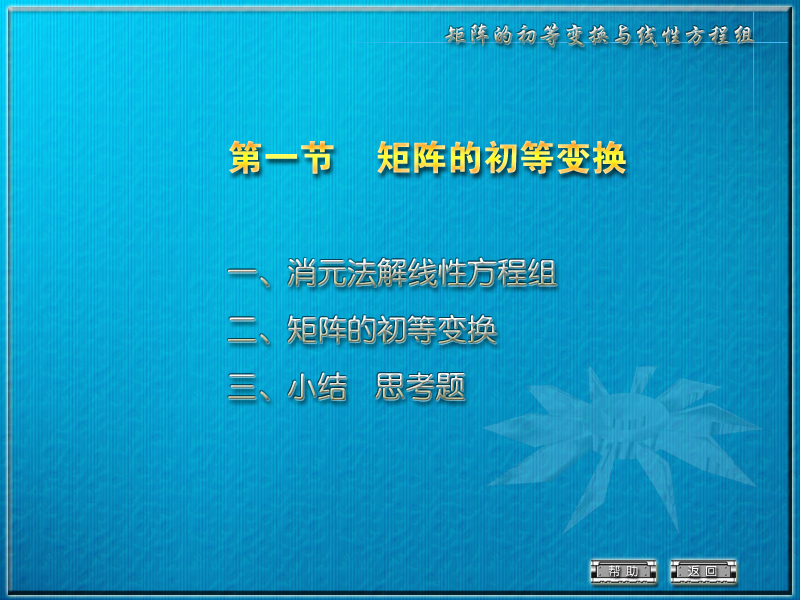 矩阵的初等变换与线性方程组
第一节 矩阵的初等变换
一、消元法解线性方程组
二、矩阵的初等变换
三、小结 思考题
帮助 返回